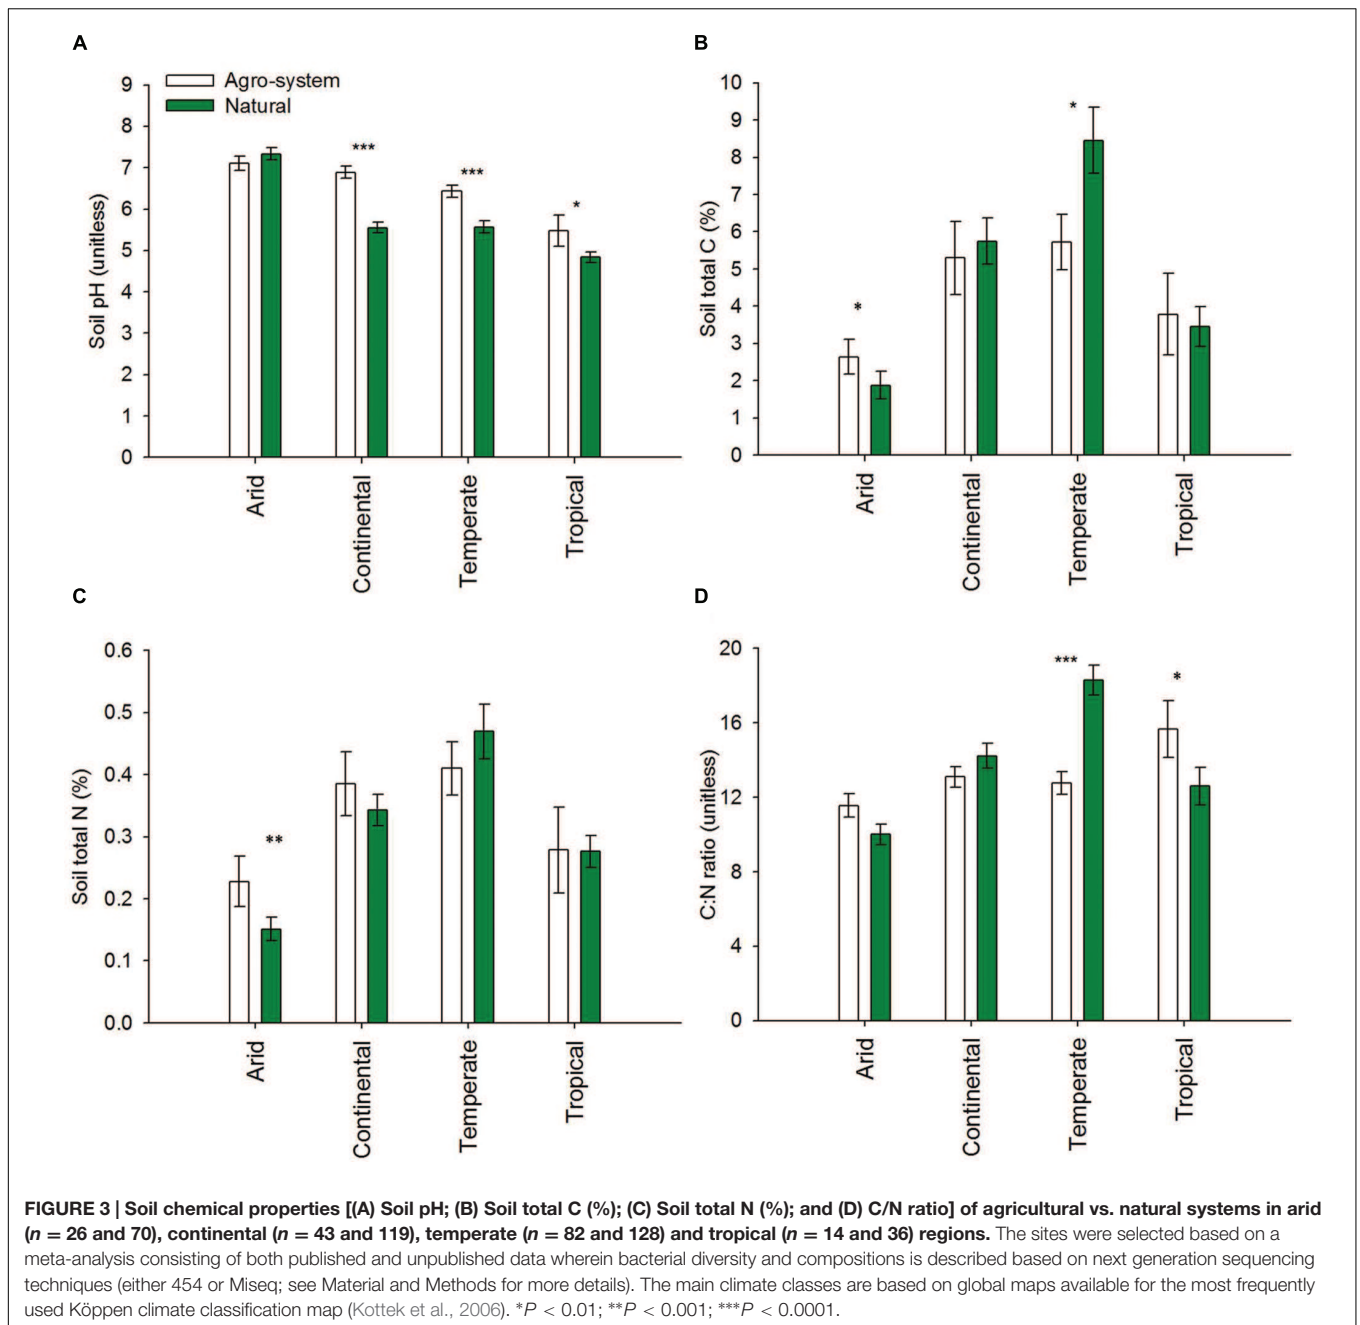 A
Agro-system
Natural
9
8
7
6
5
4
3
2
1
0
Soil pH (unitless)
***
***
*
Arid
Continental
Temperate
Tropical
B
10
9
8
7
6
5
4
3
2
1
0
Soil total C (%)
*
*
Arid
Continental
Temperate
Tropical
C
0.6
0.5
0.4
0.3
0.2
0.1
0.0
Soil total N (%)
**
Arid
Continental
Temperate
Tropical
D
20
16
12
8
4
0
C:N ratio (unitless)
***
*
Arid
Continental
Temperate
Tropical
FIGURE 3 | Soil chemical properties [(A) Soil pH; (B) Soil total C (%); (C) Soil total N (%); and (D) C/N ratio] of agricultural vs. natural systems in arid
(n = 26 and 70), continental (n = 43 and 119), temperate (n = 82 and 128) and tropical (n = 14 and 36) regions. The sites were selected based on a
meta-analysis consisting of both published and unpublished data wherein bacterial diversity and compositions is described based on next generation sequencing
techniques (either 454 or Miseq; see Material and Methods for more details). The main climate classes are based on global maps available for the most frequently
used Köppen climate classification map (Kottek et al., 2006). *P < 0.01; **P < 0.001; ***P < 0.0001.